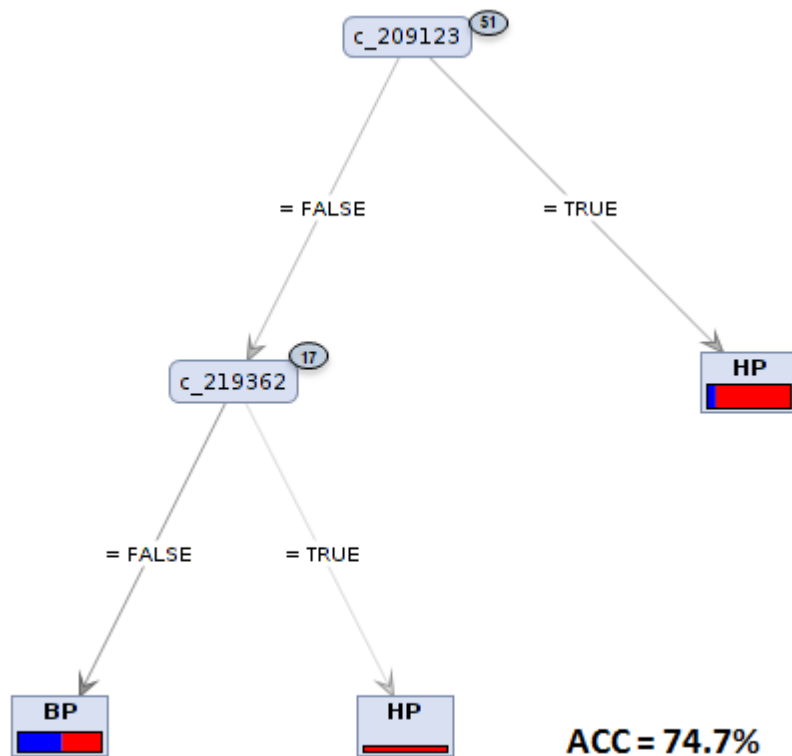 c_209123
51
= FALSE
= TRUE
c_219362
17
HP
= FALSE
= TRUE
BP
HP
ACC = 74.7%